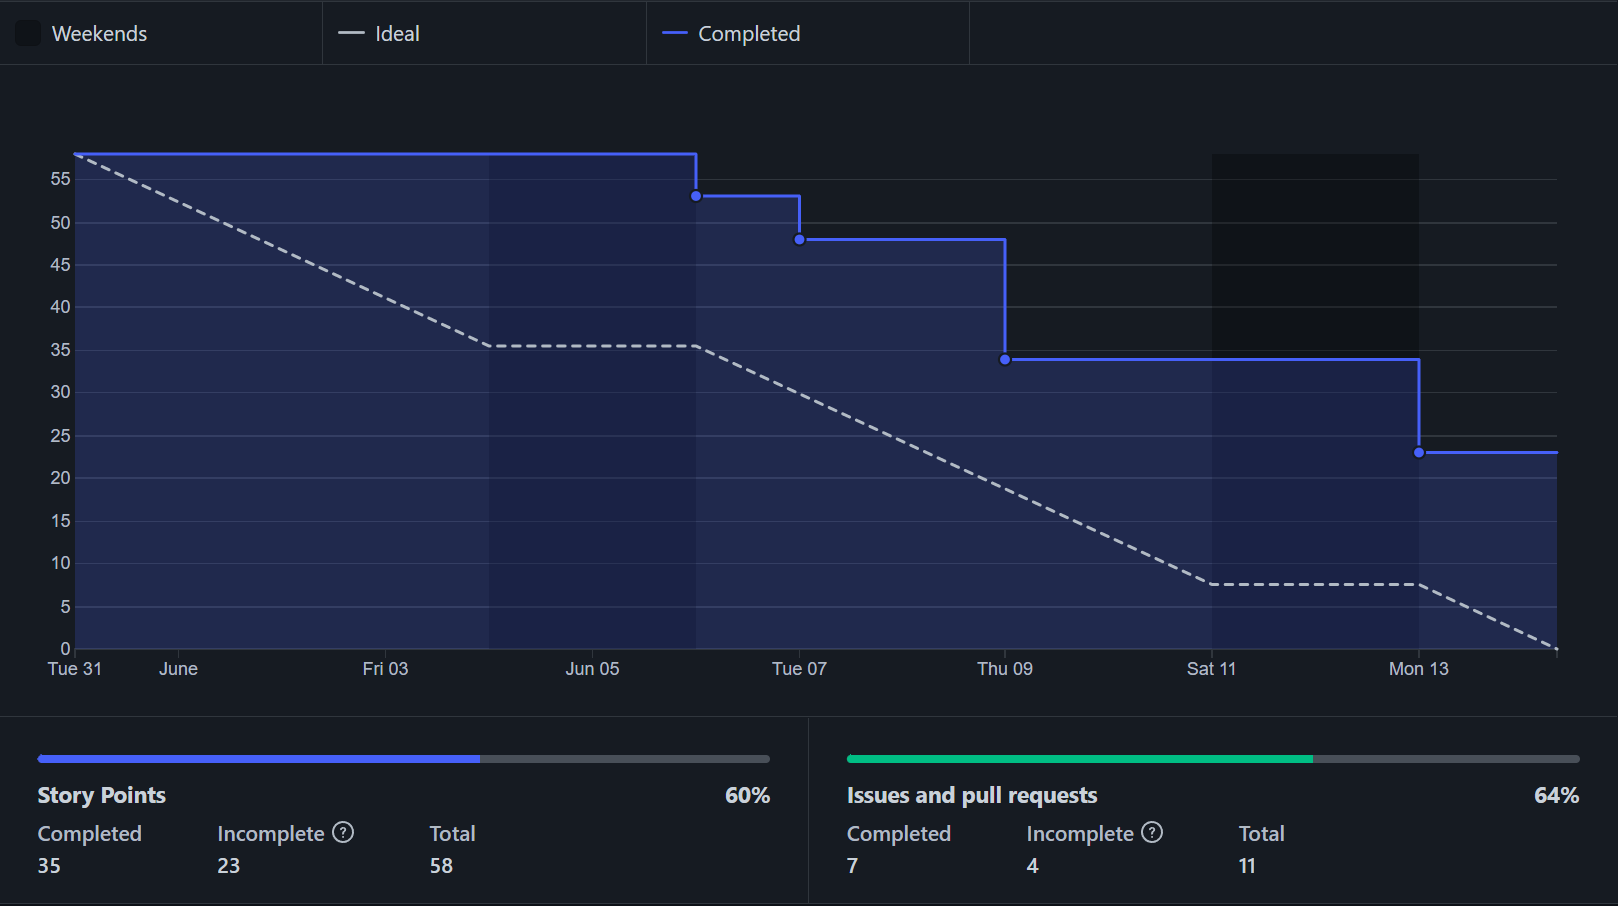 Weekends
Ideal
Completed
55
50
45
40
35
30
25
20
15
10
5
0
Tue 31 June Fri 03 Jun 05 Tue 07 Thu 09 Sat 11 Mon 13
Story Points 60%
Completed Incomplete ? Total
35 23 58
Issues and pull requests 64%
Completed Incomplete ? Total
7 4 11